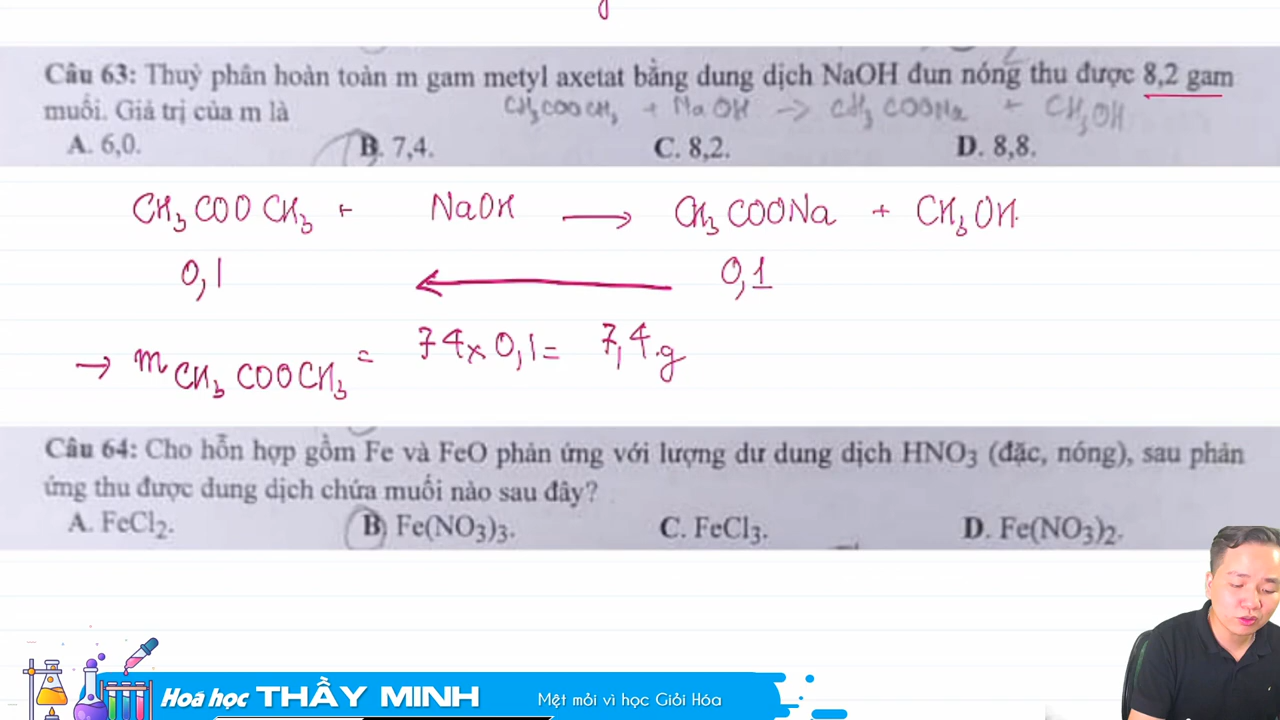 Câu 63: Thuỷ phân hoàn toàn m gam metyl axetat bằng dung dịch NaOH đun nóng thu được 8,2 gam
muối. Giá trị của m là
CH3COOCH3 + NaOH → CH3COONa + CH3OH
A. 6,0. B. 7,4. C. 8,2. D. 8,8.
CH3COOCH3 + NaOH → CH3COONa + CH3OH
0,1 ← 0,1
→ mCH3COOCH3 = 74x0,1= 7,4.g
Câu 64: Cho hỗn hợp gồm Fe và FeO phản ứng với lượng dư dung dịch HNO3 (đặc, nóng), sau phản
ứng thu được dung dịch chứa muối nào sau đây?
A. FeCl2. B. Fe(NO3)3. C. FeCl3. D. Fe(NO3)2.
Hoá học THẦY MINH Mệt mỏi vì học Giỏi Hóa